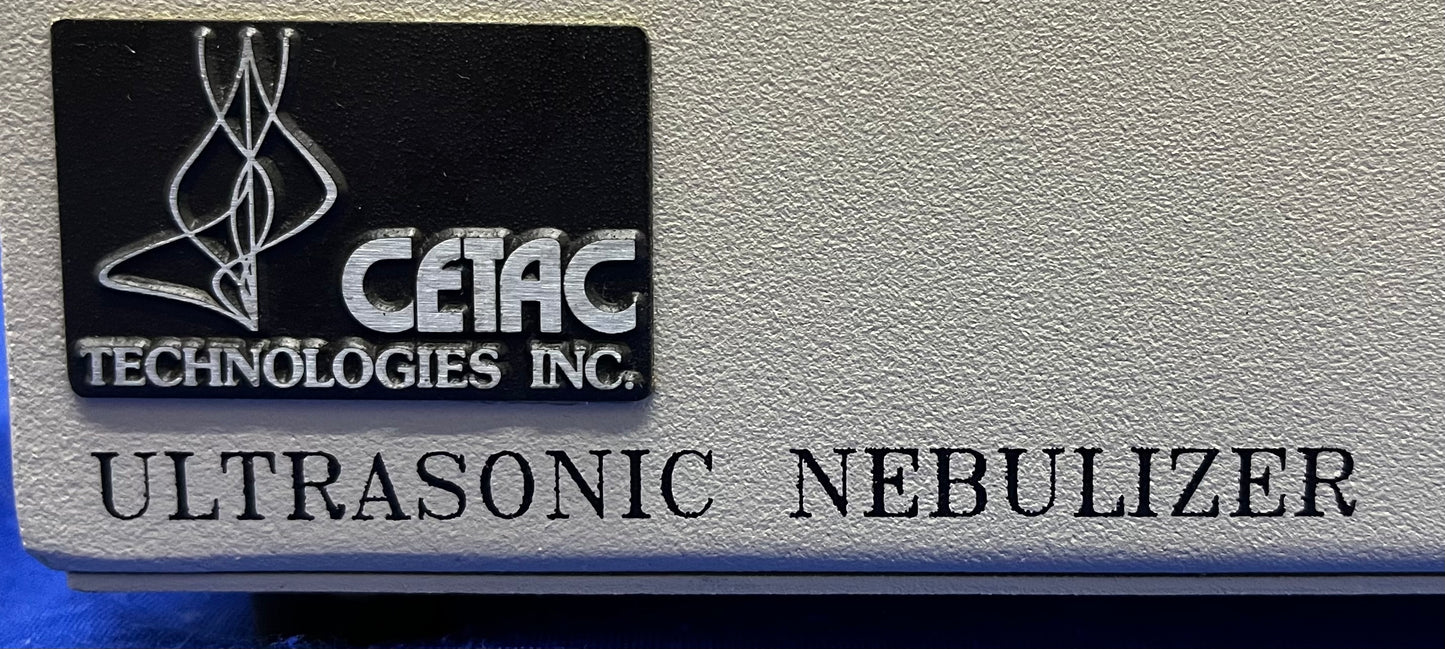 CETAC
TECHNOLOGIES INC.
ULTRASONIC NEBULIZER